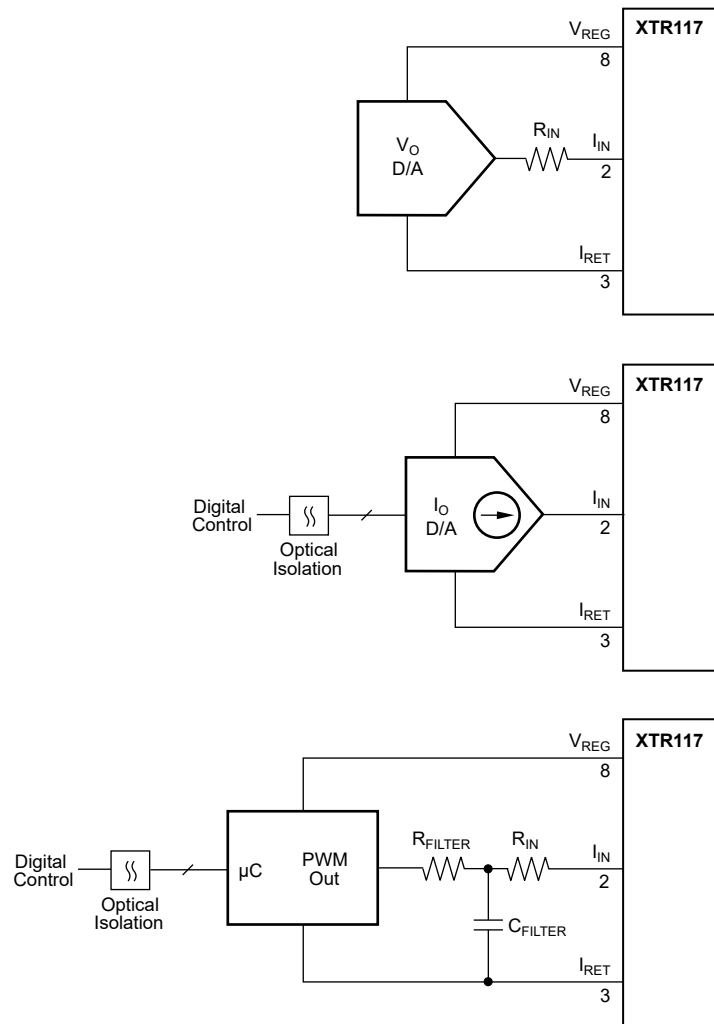 V_REG
XTR117
8
V_O
D/A
R_IN
I_IN
2
I_RET
3
V_REG
XTR117
8
Digital
Control
Optical
Isolation
I_O
D/A
I_IN
2
I_RET
3
V_REG
XTR117
8
Digital
Control
Optical
Isolation
µC
PWM
Out
R_FILTER
R_IN
I_IN
2
C_FILTER
I_RET
3